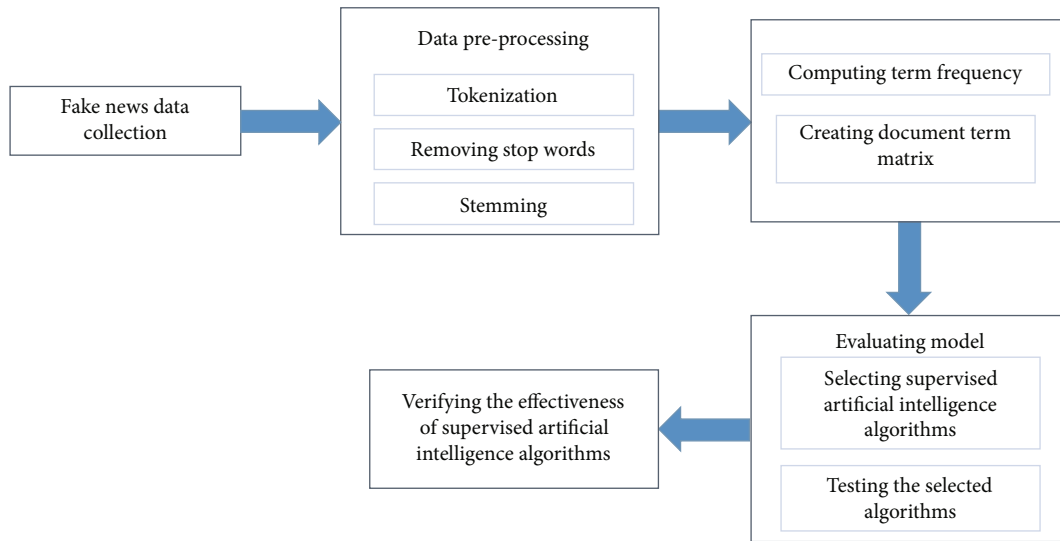 Fake news data
collection
Data pre-processing
Tokenization
Removing stop words
Stemming
Computing term frequency
Creating document term
matrix
Evaluating model
Selecting supervised
artificial intelligence
algorithms
Testing the selected
algorithms
Verifying the effectiveness
of supervised artificial
intelligence algorithms